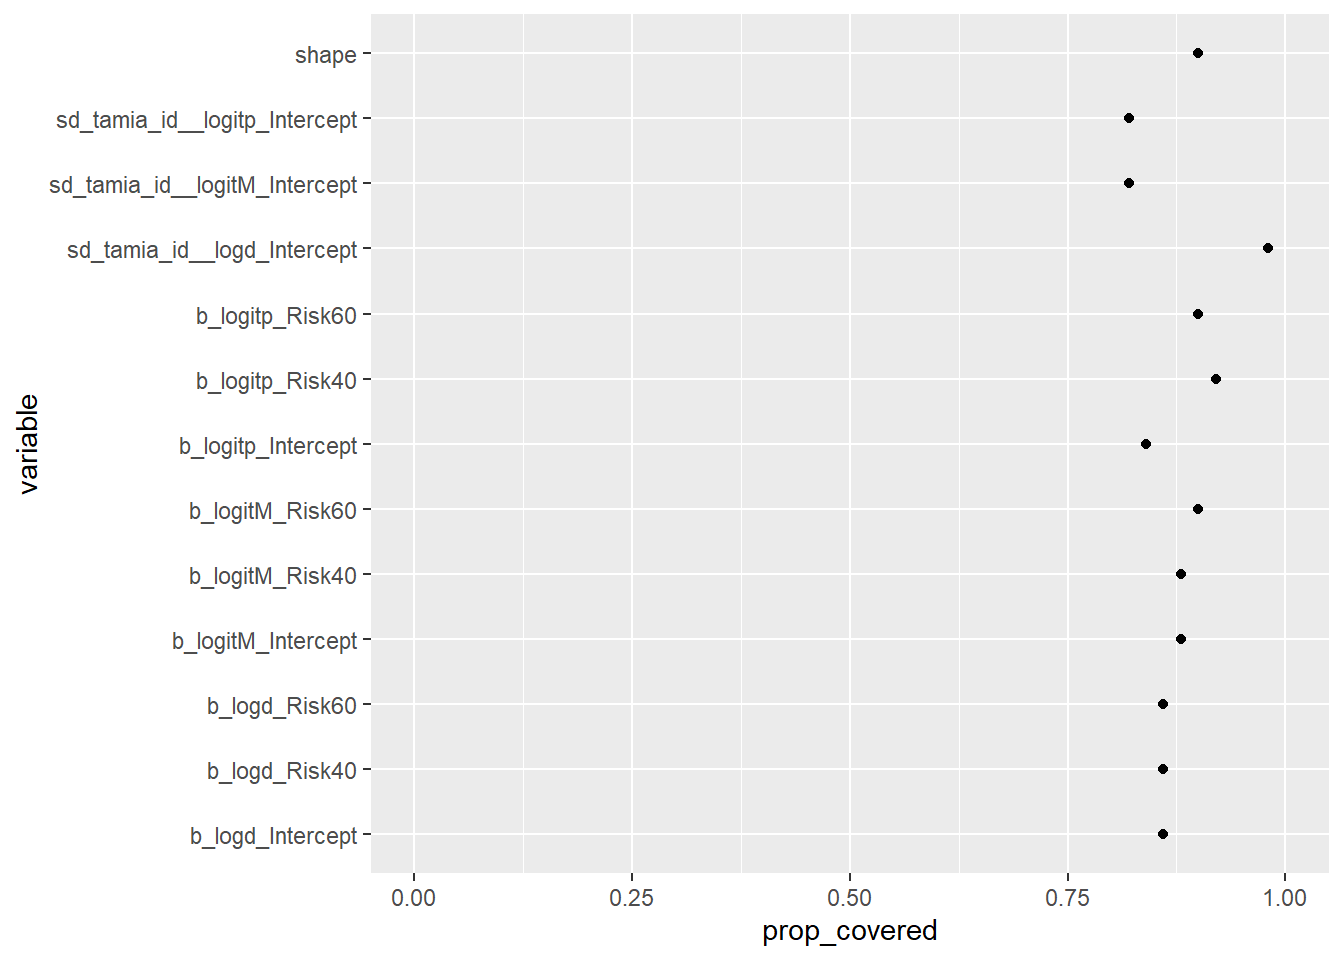 shape
sd_tamia_id__logitp_Intercept
sd_tamia_id__logitM_Intercept
sd_tamia_id__logd_Intercept
b_logitp_Risk60
b_logitp_Risk40
b_logitp_Intercept
b_logitM_Risk60
b_logitM_Risk40
b_logitM_Intercept
b_logd_Risk60
b_logd_Risk40
b_logd_Intercept
variable
0.00 0.25 0.50 0.75 1.00
prop_covered